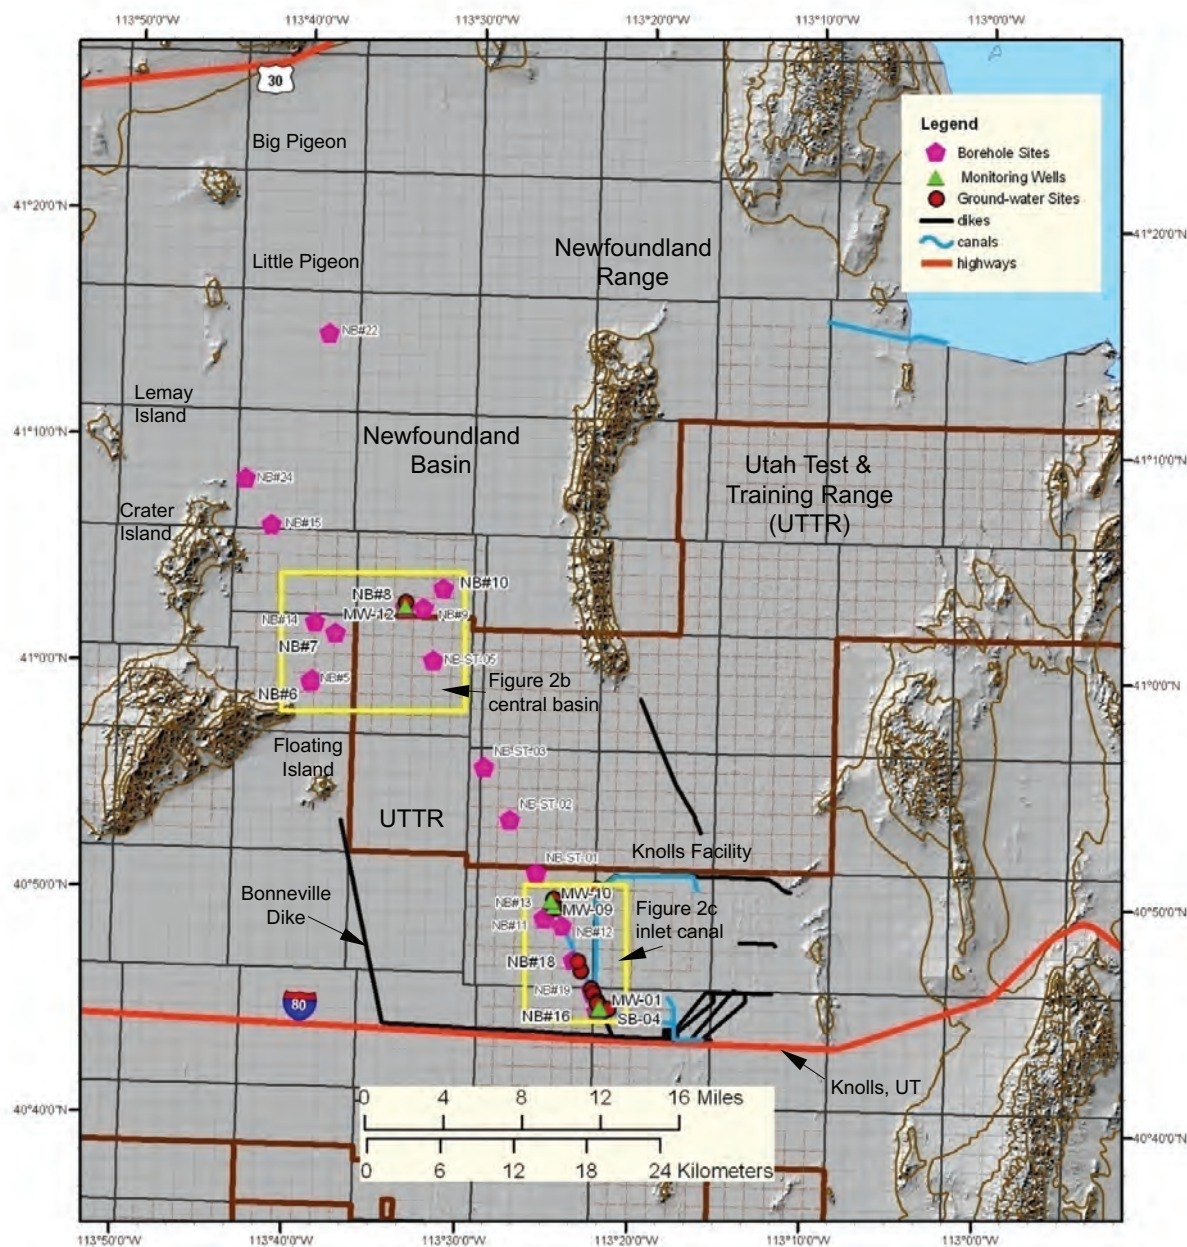 113°50'0"W
113°40'0"W
113°30'0"W
113°20'0"W
113°10'0"W
113°0'0"W
30
Big Pigeon
Legend
Borehole Sites
Monitoring Wells
Ground-water Sites
dikes
canals
highways
41°20'0"N
41°20'0"N
Little Pigeon
Newfoundland
Range
NB#22
Lemay
Island
41°10'0"N
Newfoundland
Basin
Utah Test &
Training Range
(UTTR)
41°10'0"N
NB#24
Crater
Island
NB#15
NB#10
NB#8
MW-12
NB#9
NB#14
NB#7
41°0'0"N
NB-ST-05
NB#5
NB#6
Figure 2b
central basin
41°0'0"N
Floating
Island
NB-ST-03
NB-ST-02
UTTR
Knolls Facility
NB-ST-01
40°50'0"N
Bonneville
Dike
MW-10
NB#13
MW-09
NB#11
NB#12
Figure 2c
inlet canal
40°50'0"N
NB#18
NB#19
MW-01
NB#16
SB-04
80
Knolls, UT
0 4 8 12 16 Miles
0 6 12 18 24 Kilometers
40°40'0"N
40°40'0"N
113°50'0"W
113°40'0"W
113°30'0"W
113°20'0"W
113°10'0"W
113°0'0"W